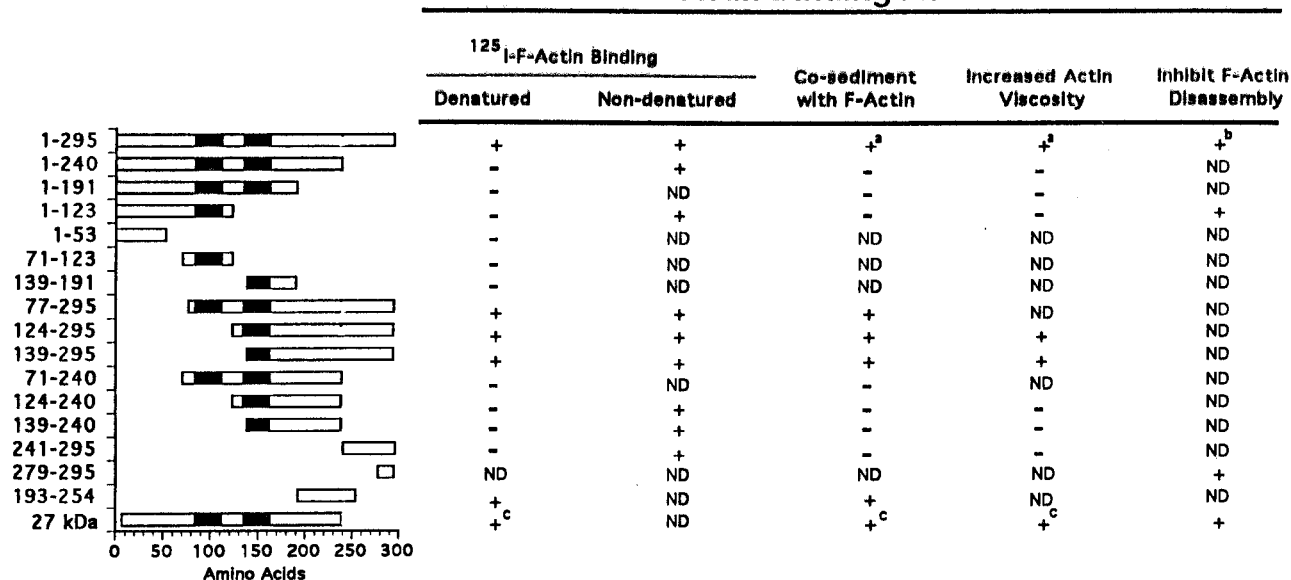 125 I-F-Actin Binding
Co-sediment with F-Actin
Increased Actin Viscosity
Inhibit F-Actin Disassembly
Denatured Non-denatured
1-295 + + +a +a +b
1-240 - + - - ND
1-191 - ND - - ND
1-123 - + - - +
1-53 - ND ND ND ND
71-123 - ND ND ND ND
139-191 - ND ND ND ND
77-295 + + + ND ND
124-295 + + + + ND
139-295 + + + + ND
71-240 - ND - ND ND
124-240 - + - - ND
139-240 - + - - ND
241-295 - + - - ND
279-295 ND ND ND ND +
193-254 + ND + ND ND
27 kDa +c ND +c +c +
0 50 100 150 200 250 300
Amino Acids